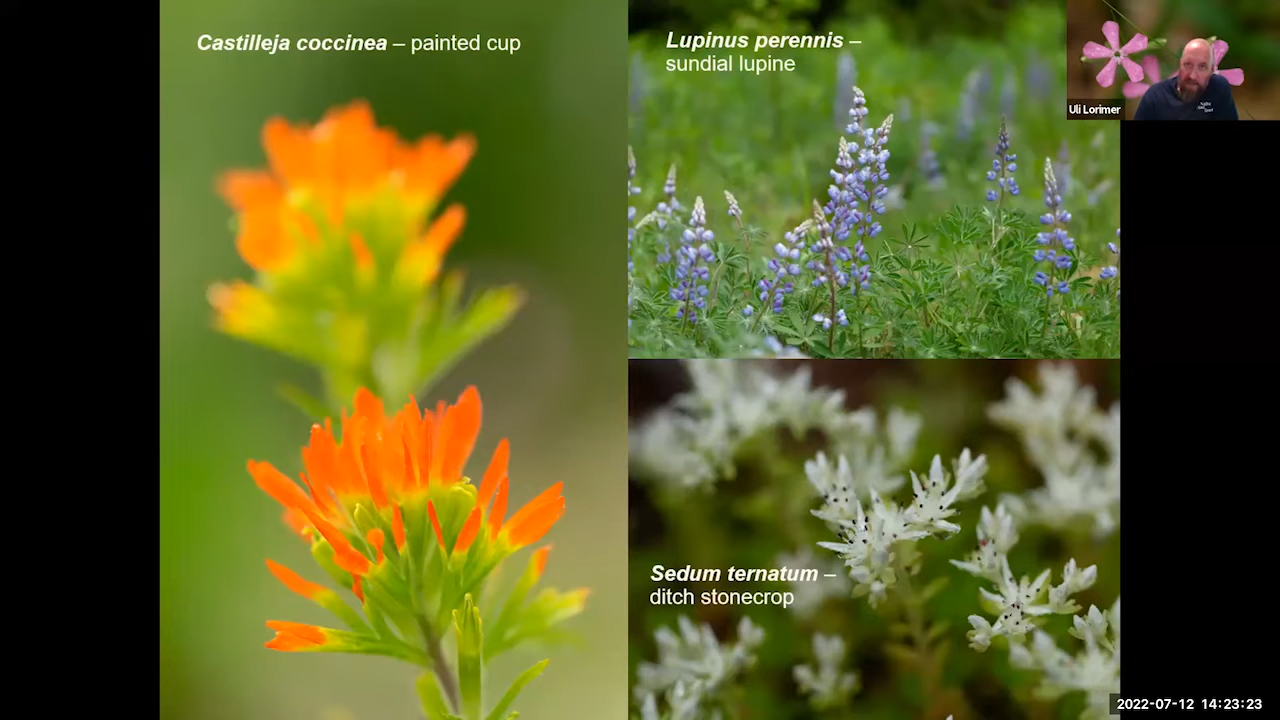 Castilleja coccinea – painted cup
Lupinus perennis –
sundial lupine
Uli Lorimer
Sedum ternatum –
ditch stonecrop
2022-07-12 14:23:23